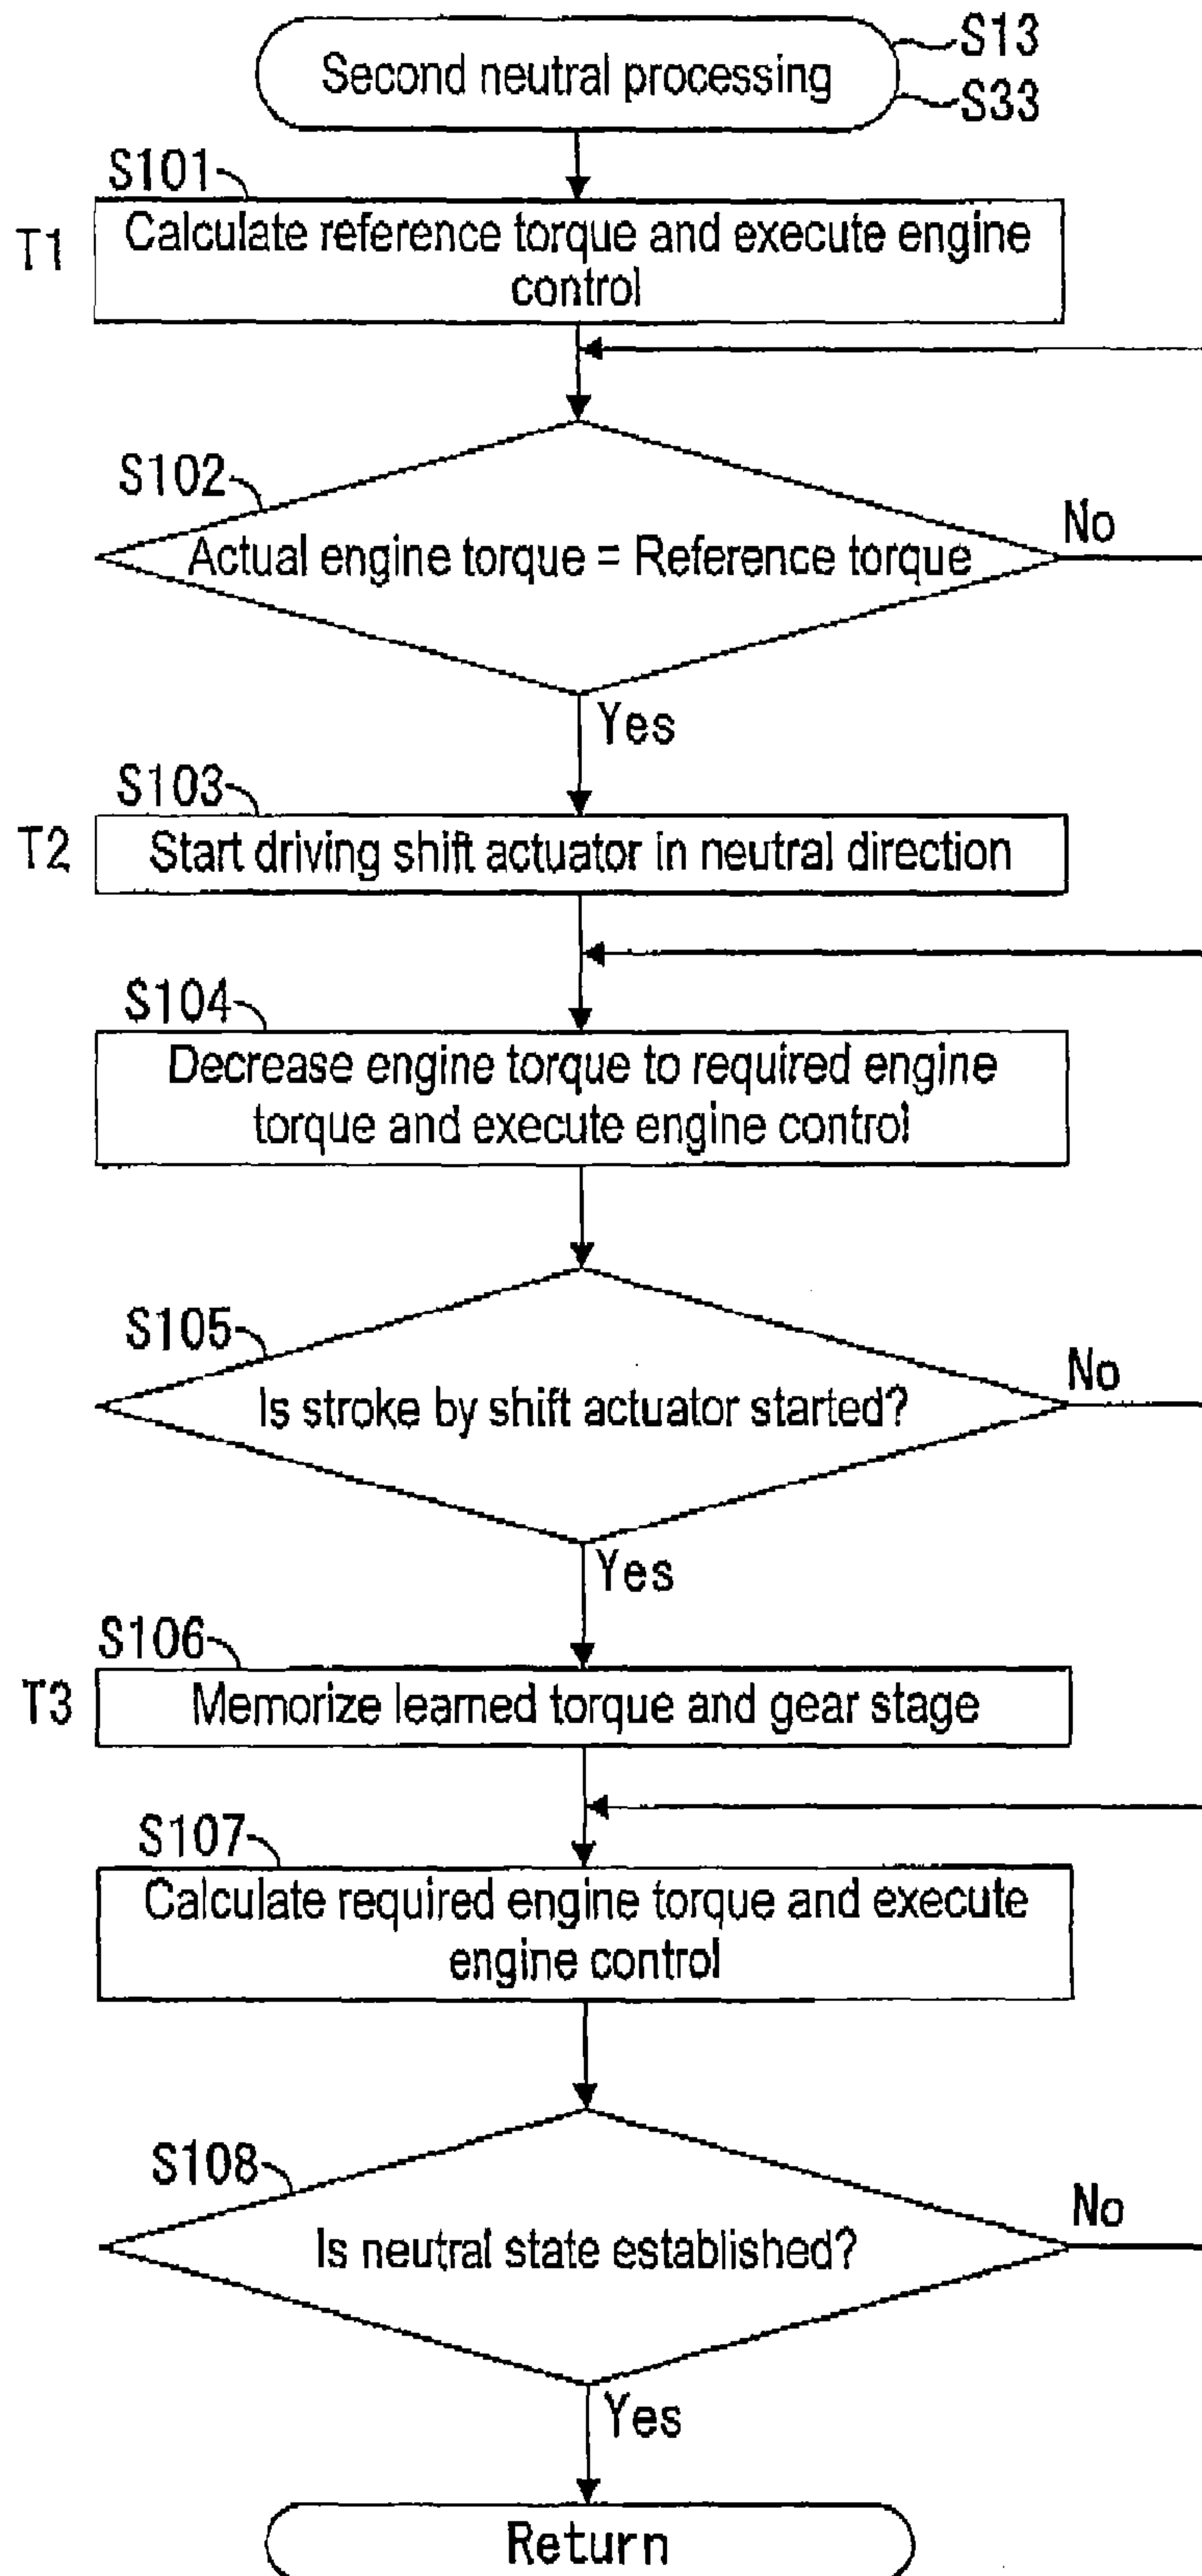 Second neutral processing
S13
S33
S101
T1
Calculate reference torque and execute engine
control
S102
Actual engine torque = Reference torque
No
Yes
S103
T2
Start driving shift actuator in neutral direction
S104
Decrease engine torque to required engine
torque and execute engine control
S105
Is stroke by shift actuator started?
No
Yes
S106
T3
Memorize learned torque and gear stage
S107
Calculate required engine torque and execute
engine control
S108
Is neutral state established?
No
Yes
Return